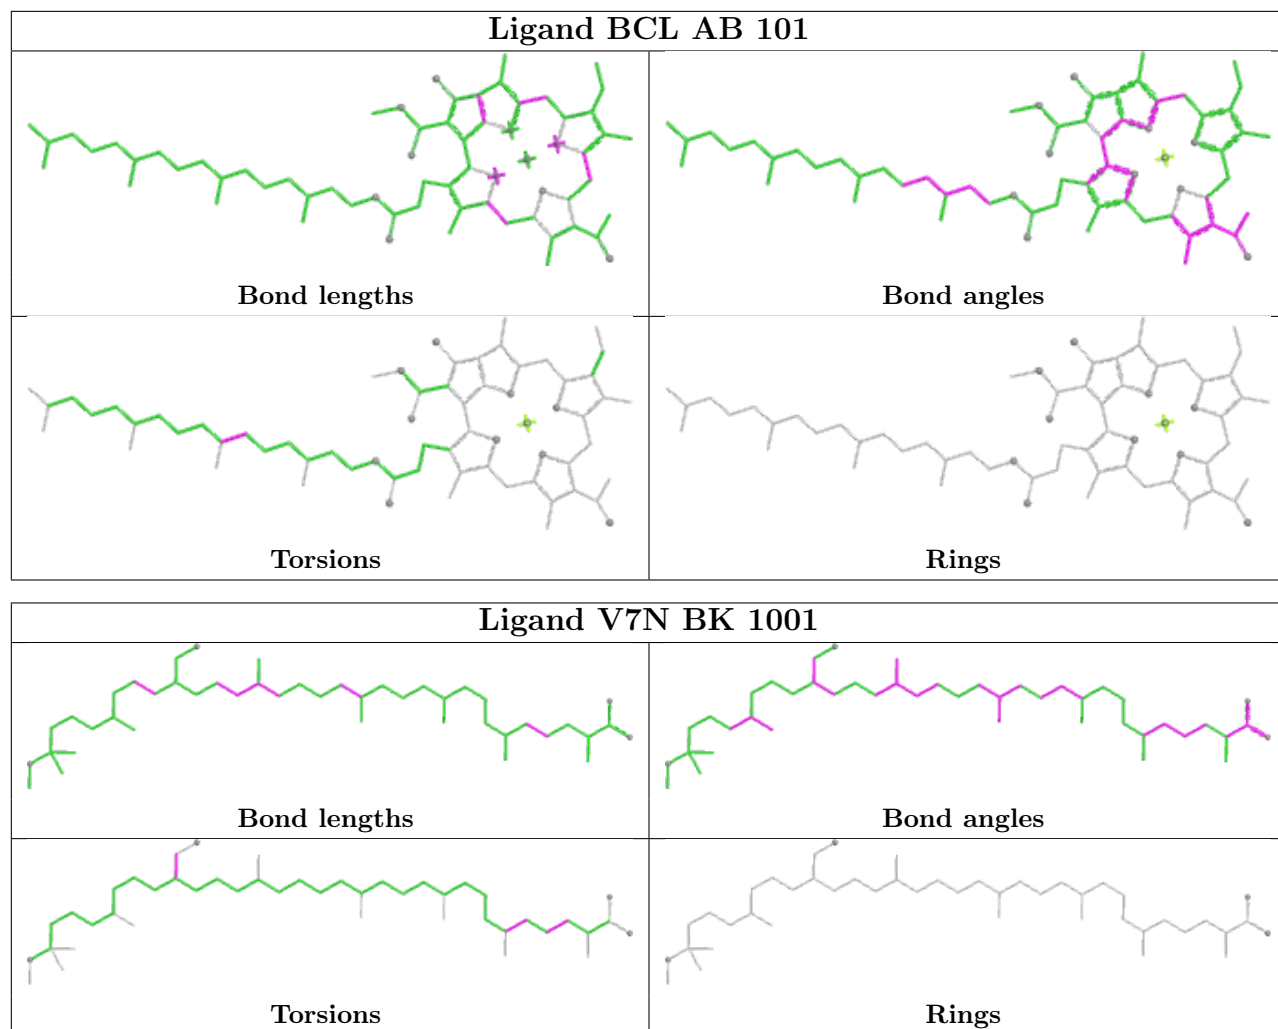 Ligand BCL AB 101
Bond lengths
Bond angles
Torsions
Rings
Ligand V7N BK 1001
Bond lengths
Bond angles
Torsions
Rings